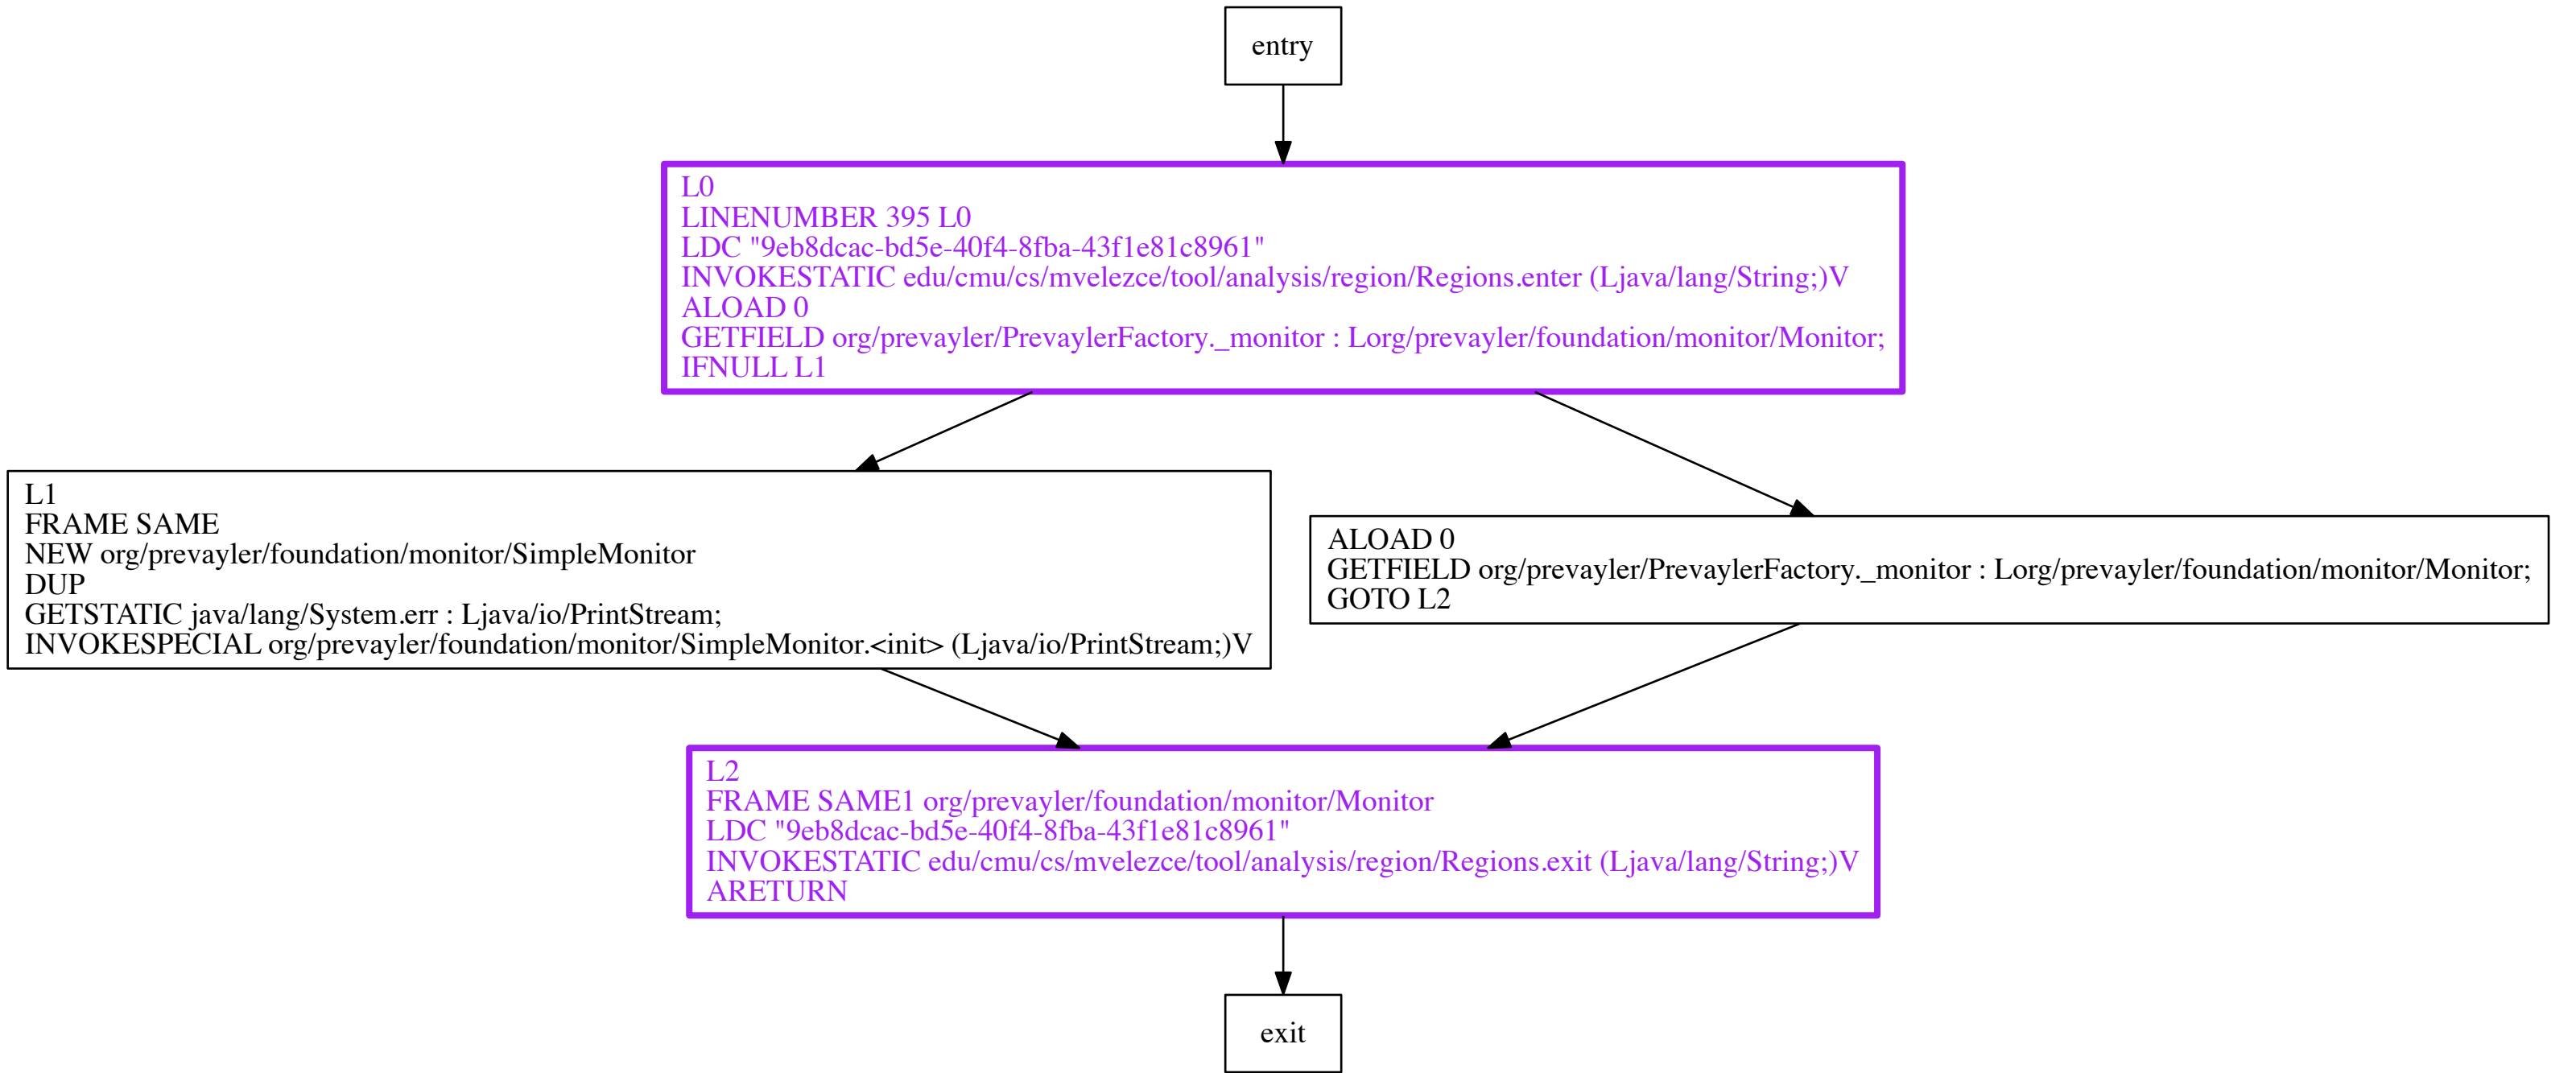 entry
L0
LINENUMBER 395 L0
LDC "9eb8dcac-bd5e-40f4-8fba-43f1e81c8961"
INVOKESTATIC edu/cmu/cs/mvelezce/tool/analysis/region/Regions.enter (Ljava/lang/String;)V
ALOAD 0
GETFIELD org/prevayler/PrevaylerFactory._monitor : Lorg/prevayler/foundation/monitor/Monitor;
IFNULL L1
L1
FRAME SAME
NEW org/prevayler/foundation/monitor/SimpleMonitor
DUP
GETSTATIC java/lang/System.err : Ljava/io/PrintStream;
INVOKESPECIAL org/prevayler/foundation/monitor/SimpleMonitor.<init> (Ljava/io/PrintStream;)V
ALOAD 0
GETFIELD org/prevayler/PrevaylerFactory._monitor : Lorg/prevayler/foundation/monitor/Monitor;
GOTO L2
L2
FRAME SAME1 org/prevayler/foundation/monitor/Monitor
LDC "9eb8dcac-bd5e-40f4-8fba-43f1e81c8961"
INVOKESTATIC edu/cmu/cs/mvelezce/tool/analysis/region/Regions.exit (Ljava/lang/String;)V
ARETURN
exit